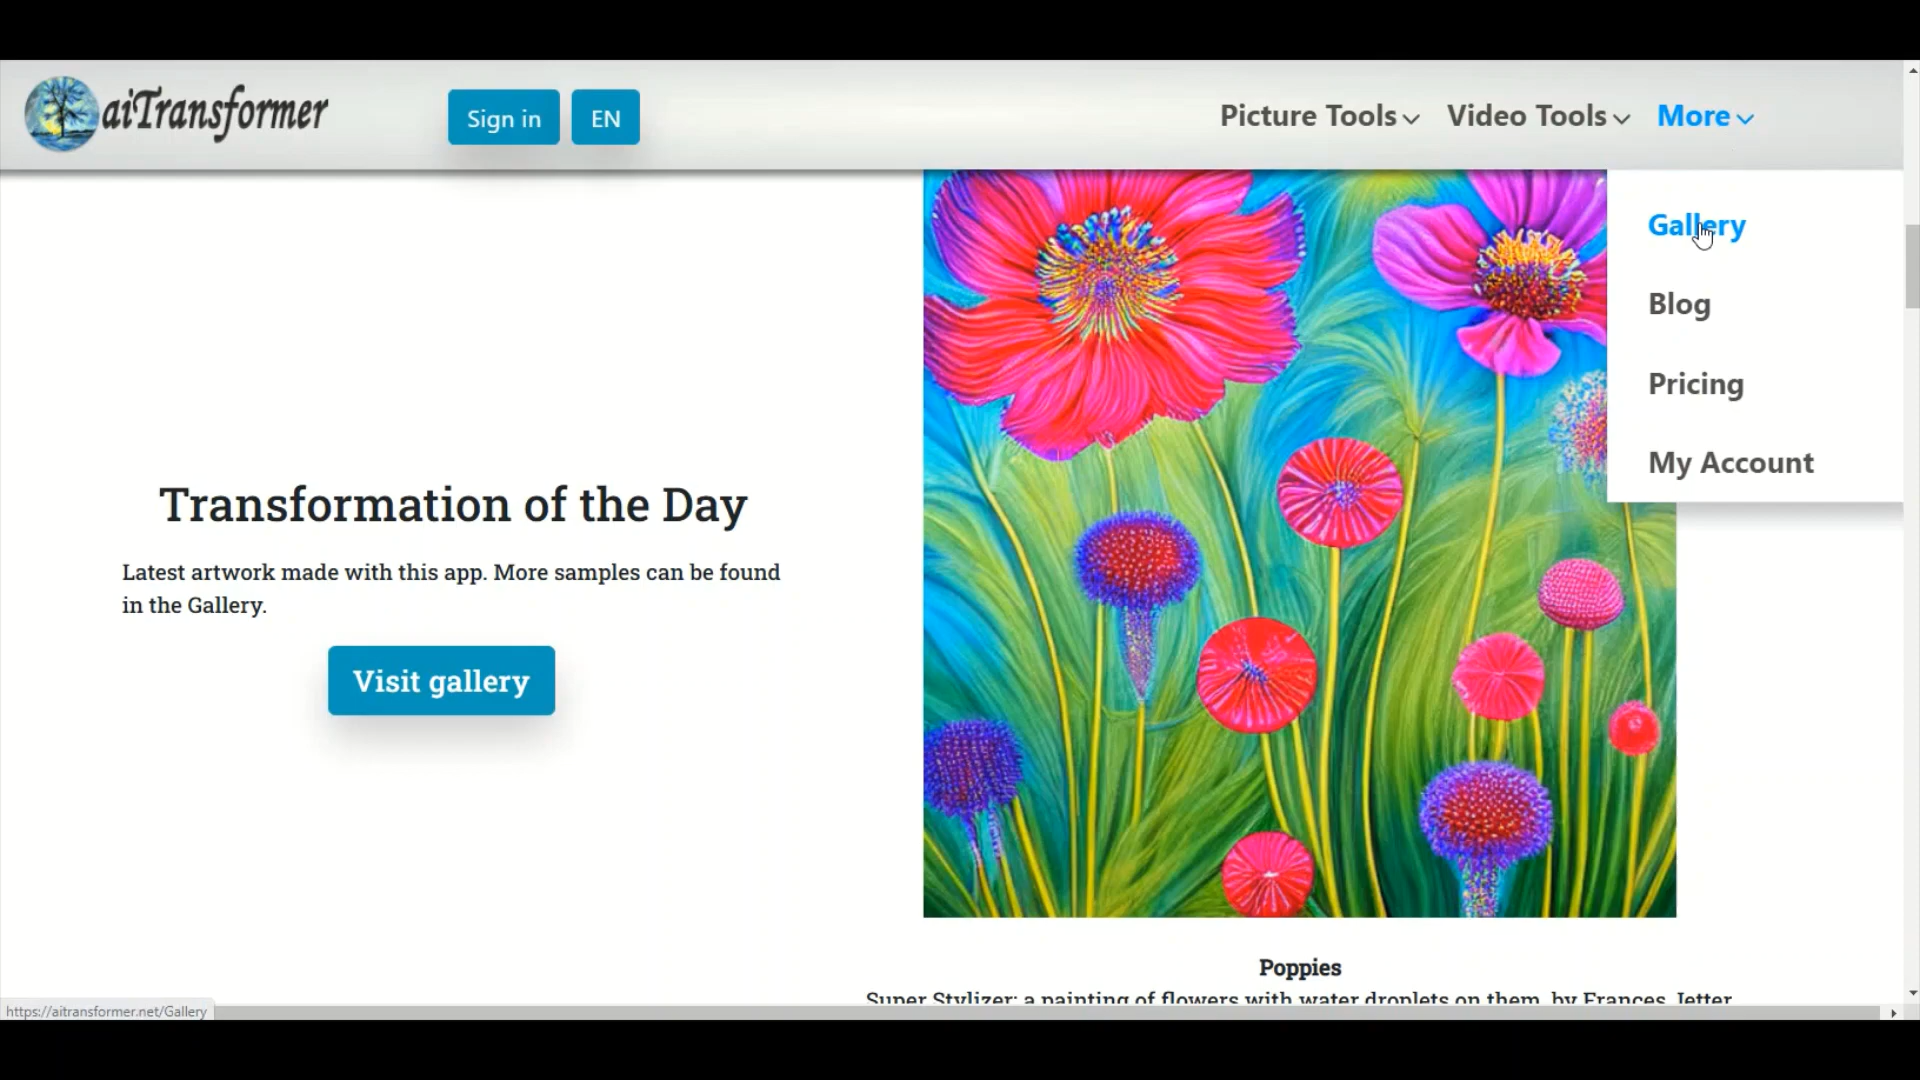 aiTransformer
Sign in
EN
Picture Tools
Video Tools
More
Gallery
Blog
Pricing
My Account
Transformation of the Day
Latest artwork made with this app. More samples can be found
in the Gallery.
Visit gallery
Poppies
Super Stylizer: a painting of flowers with water droplets on them, by Frances Jetter
https://aitransformer.net/Gallery